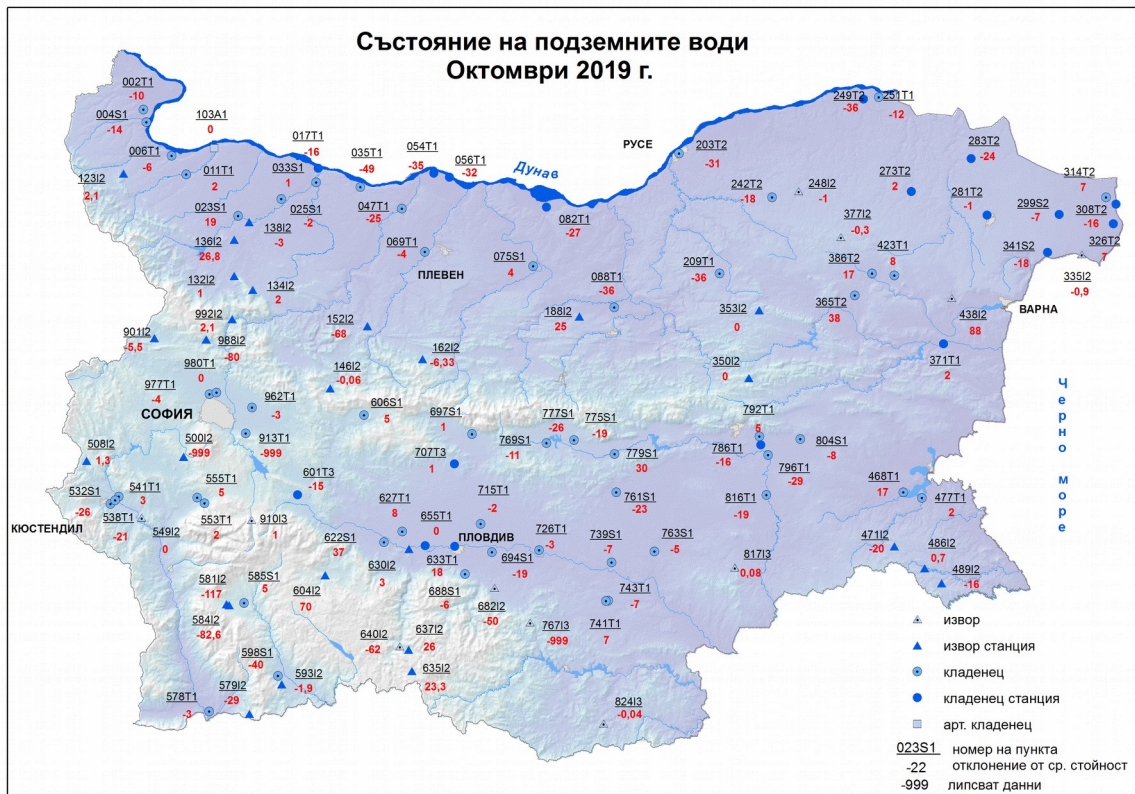 Състояние на подземните води
Октомври 2019 г.
002T1
-10
004S1
-14
103A1
0
006T1
-6
011T1
2
123I2
2,1
017T1
-16
033S1
1
035T1
-49
054T1
-35
056T1
-32
Дунав
РУСЕ
203T2
-31
249T2
-36
251T1
-12
283T2
-24
314T2
7
273T2
2
281T2
-1
299S2
-7
308T2
-16
326T2
7
341S2
-18
335I2
-0,9
242T2
-18
248I2
-1
377I2
-0,3
423T1
8
386T2
17
365T2
38
ВАРНА
438I2
88
371T1
2
023S1
19
025S1
-2
138I2
-3
136I2
26,8
047T1
-25
082T1
-27
069T1
-4
ПЛЕВЕН
075S1
4
088T1
-36
209T1
-36
132I2
1
134I2
2
992I2
2,1
988I2
-80
901I2
-5,5
152I2
-68
162I2
-6,33
188I2
25
353I2
0
350I2
0
146I2
-0,06
980T1
0
977T1
-4
СОФИЯ
962T1
-3
913T1
-999
606S1
5
697S1
1
769S1
-11
777S1
-26
775S1
-19
779S1
30
792T1
5
786T1
-16
804S1
-8
796T1
-29
Черно море
508I2
1,3
500I2
-999
707T3
1
601T3
-15
532S1
-26
541T1
3
555T1
5
538T1
-21
КЮСТЕНДИЛ
549I2
0
553T1
2
910I3
1
627T1
8
622S1
37
655T1
0
ПЛОВДИВ
715T1
-2
726T1
-3
761S1
-23
739S1
-7
763S1
-5
816T1
-19
817I3
0,08
468T1
17
477T1
2
471I2
-20
486I2
0,7
489I2
-16
630I2
3
633T1
18
694S1
-19
688S1
-6
682I2
-50
581I2
-117
585S1
5
604I2
70
584I2
-82,6
743T1
-7
741T1
7
767I3
-999
640I2
-62
637I2
26
635I2
23,3
598S1
-40
593I2
-1,9
579I2
-29
578T1
-3
824I3
-0,04
извор
извор станция
кладенец
кладенец станция
арт. кладенец
023S1 номер на пункта
-22 отклонение от ср. стойност
-999 липсват данни